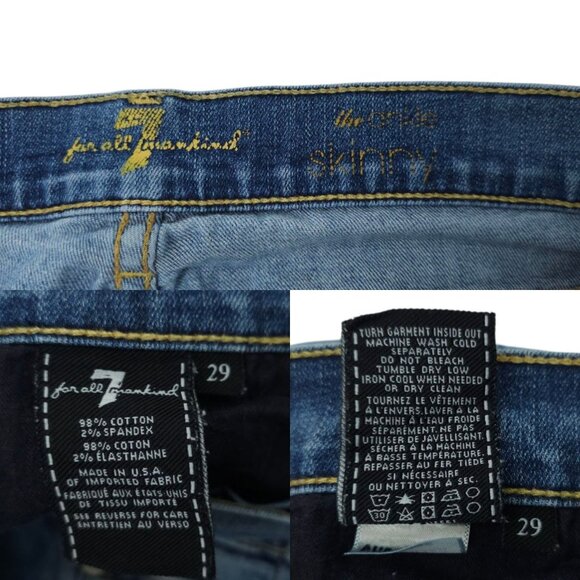 7
for all mankind
the
skinny
7
for all mankind
29
98% COTTON
2% SPANDEX
98% COTON
2% ÉLASTHANNE
MADE IN U.S.A.
OF IMPORTED FABRIC
FABRIQUÉ AUX ÉTATS UNIS
DE TISSU IMPORTÉ
SEE REVERSE FOR CARE
ENTRETIEN AU VERSO
TURN GARMENT INSIDE OUT
MACHINE WASH COLD
SEPARATELY
DO NOT BLEACH
TUMBLE DRY LOW
IRON COOL WHEN NEEDED
OR DRY CLEAN
TOURNEZ LE VÊTEMENT
À L'ENVERS, LAVER À LA
MACHINE À L'EAU FROIDE
SÉPARÉMENT. NE PAS
UTILISER DE JAVELLISANT.
SÉCHER À LA MACHINE
À BASSE TEMPÉRATURE.
REPASSER AU FER TIÈDE
SI NÉCESSAIRE
OU NETTOYER À SEC.
30
29